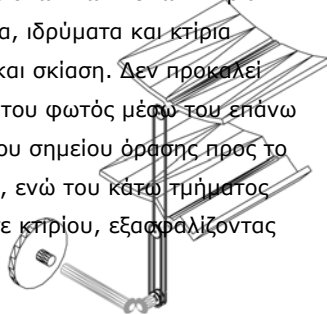 α, ιδρύματα και κτίρια
και σκίαση. Δεν προκαλεί
του φωτός μέσω του επάνω
ου σημείου όρασης προς το
, ενώ του κάτω τμήματος
ε κτιρίου, εξασφαλίζοντας